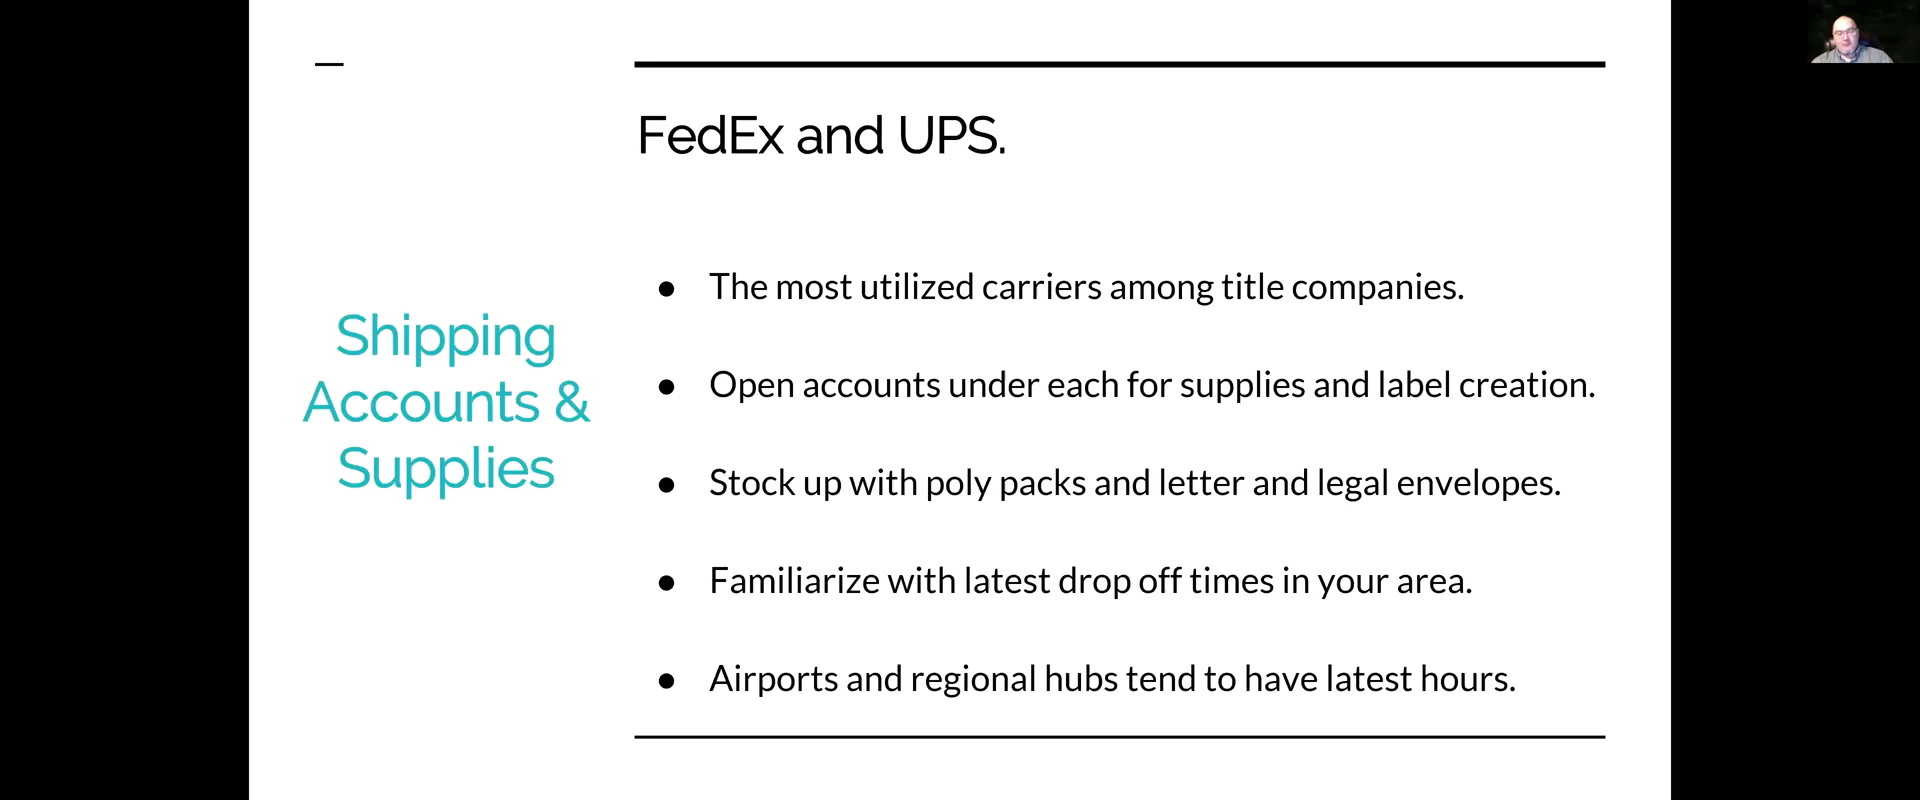 Shipping
Accounts &
Supplies
FedEx and UPS.
● The most utilized carriers among title companies.
● Open accounts under each for supplies and label creation.
● Stock up with poly packs and letter and legal envelopes.
● Familiarize with latest drop off times in your area.
● Airports and regional hubs tend to have latest hours.